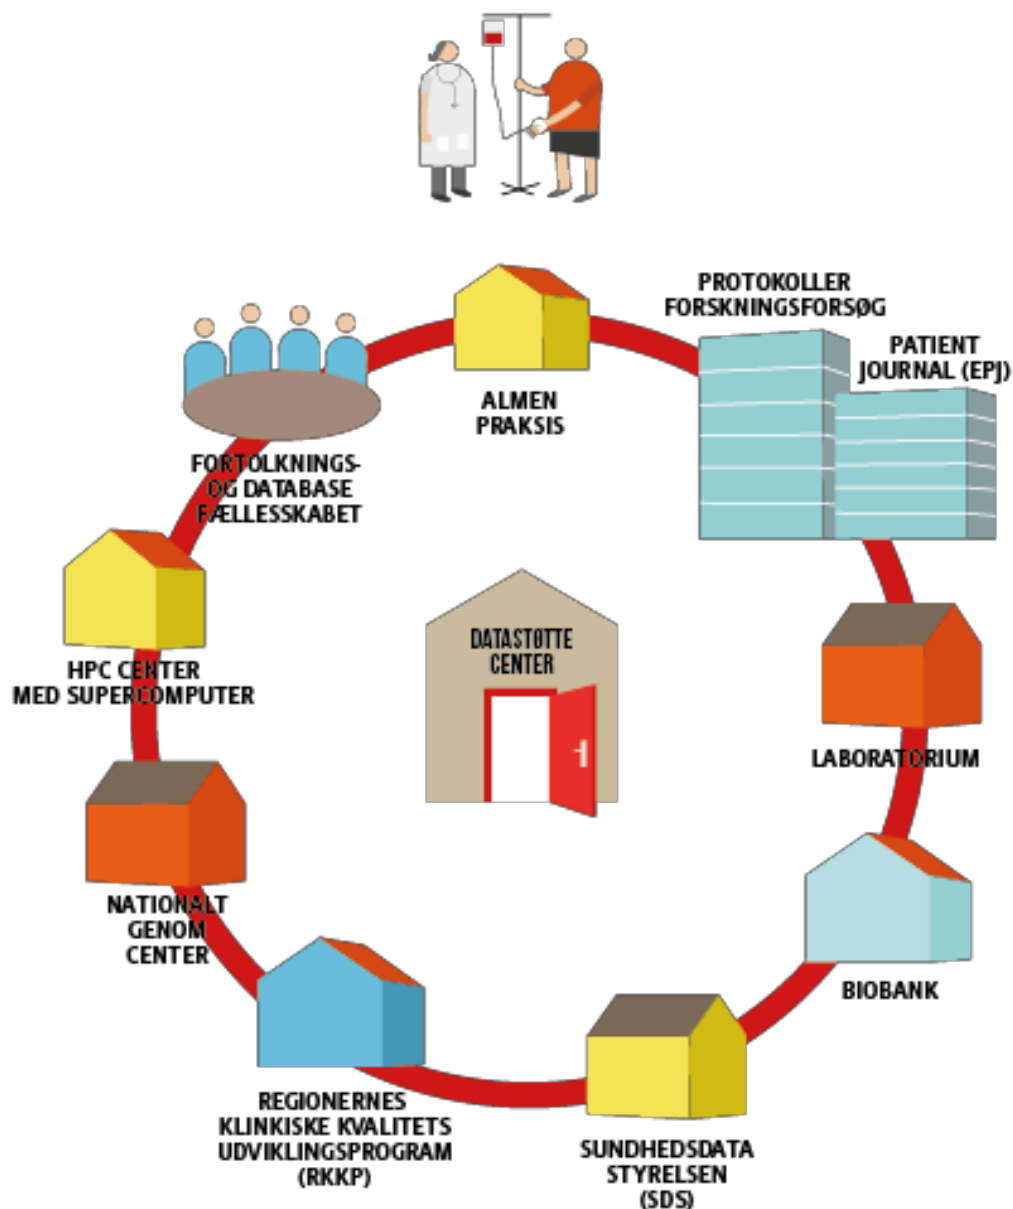 PROTOKOLLER
FORSKNINGSFORSØG
PATIENT
JOURNAL (EPJ)
ALMEN
PRAKSIS
FORTOLKNINGS-
OG DATABASE
FÆLLESSKABET
DATASTØTTE
CENTER
HPC CENTER
MED SUPERCOMPUTER
LABORATORIUM
NATIONALT
GENOM
CENTER
BIOBANK
REGIONERNES
KLINKISKE KVALITETS
UDVIKLINGSPROGRAM
(RKKP)
SUNDHEDSDATA
STYRELSEN
(SDS)